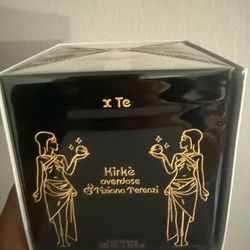 x Te
Kirkè
overdose
Tiziana Terenzi